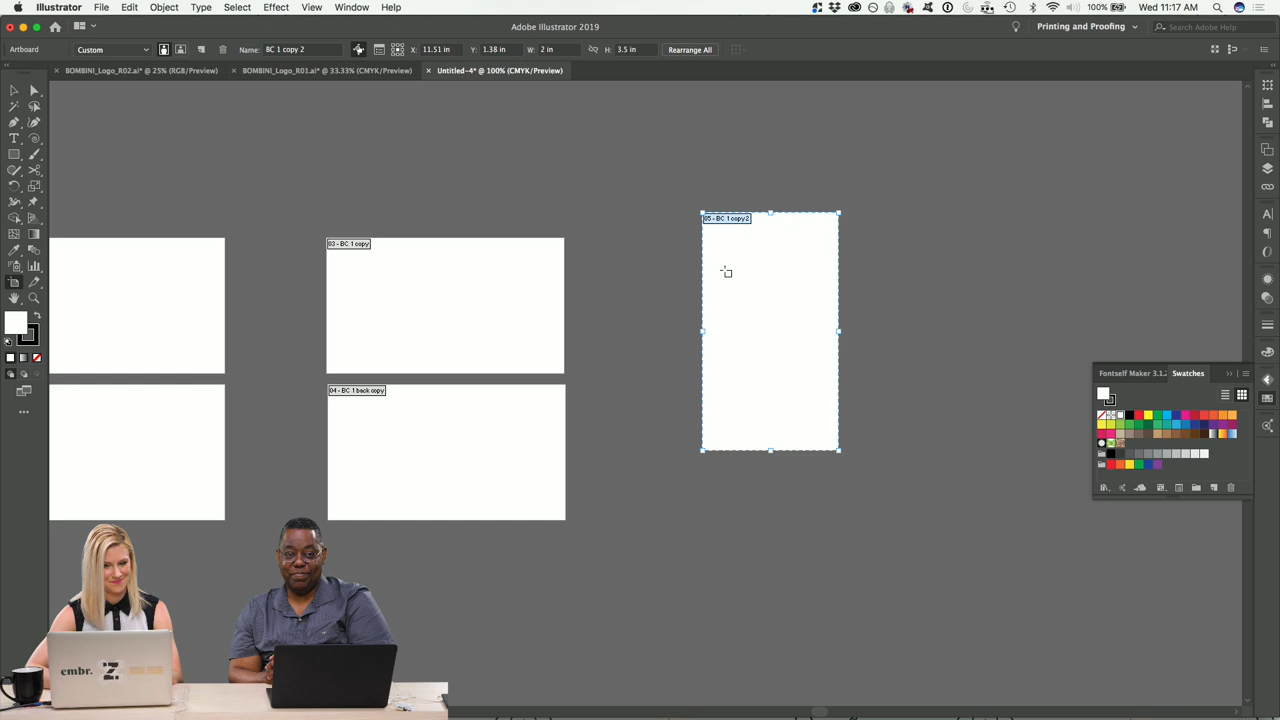 Illustrator File Edit Object Type Select Effect View Window Help 100% Wed 11:17 AM
Adobe Illustrator 2019 Printing and Proofing Search Adobe Help
Artboard Custom Name: BC 1 copy 2 X: 11.51 in Y: 1.38 in W: 2 in H: 3.5 in Rearrange All
× BOMBINI_Logo_R02.ai* @ 25% (RGB/Preview) × BOMBINI_Logo_R01.ai* @ 33.33% (CMYK/Preview) × Untitled-4* @ 100% (CMYK/Preview)
05 - BC 1 copy 2
03 - BC 1 copy
04 - BC 1 back copy
Fontself Maker 3.1.2 Swatches
embr. Z